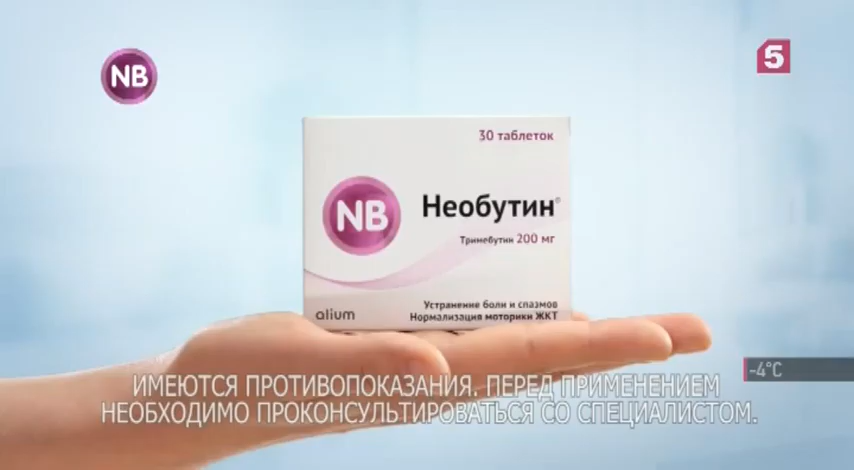 NB
5
30 таблеток
NB
Необутин®
Тримебутин 200 мг
Устранение боли и спазмов
Нормализация моторики ЖКТ
alium
-4°C
ИМЕЮТСЯ ПРОТИВОПОКАЗАНИЯ. ПЕРЕД ПРИМЕНЕНИЕМ
НЕОБХОДИМО ПРОКОНСУЛЬТИРОВАТЬСЯ СО СПЕЦИАЛИСТОМ.